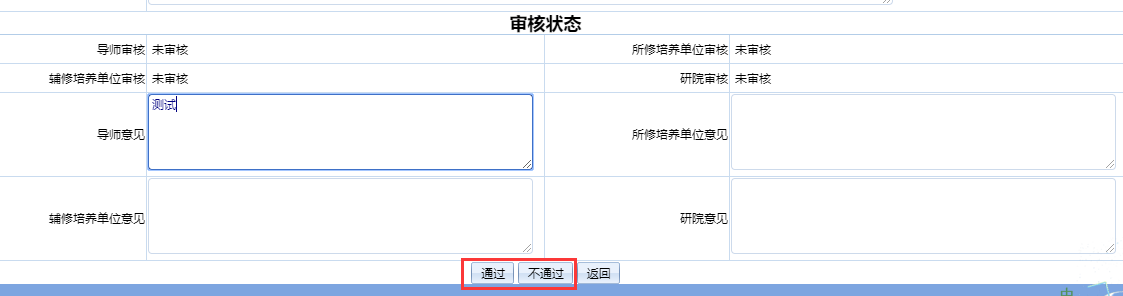 审核状态
导师审核 未审核 所修培养单位审核 未审核
辅修培养单位审核 未审核 研院审核 未审核
导师意见 测试 所修培养单位意见
辅修培养单位意见 研院意见
通过 不通过 返回